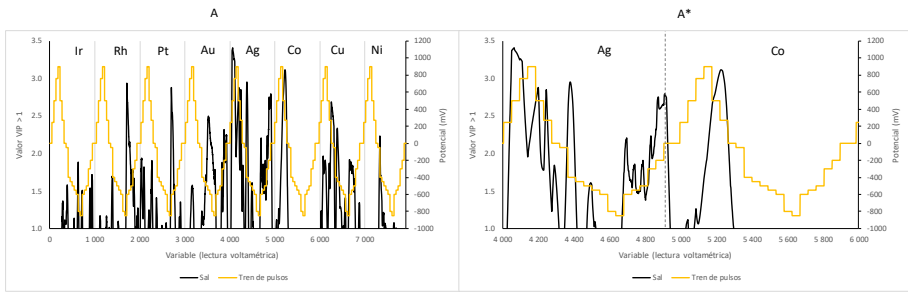 A
A*
Ir Rh Pt Au Ag Co Cu Ni
3.5
3.0
2.5
2.0
1.5
1.0
Valor VIP >1
1200
1000
800
600
400
200
0
-200
-400
-600
-800
-1000
Potencial (mV)
0 1 000 2 000 3 000 4 000 5 000 6 000 7 000
Variable (lectura voltamétrica)
Sal Tren de pulsos
Ag Co
3.5
3.0
2.5
2.0
1.5
1.0
Valor VIP >1
1200
1000
800
600
400
200
0
-200
-400
-600
-800
-1000
Potencial (mV)
4 000 4 200 4 400 4 600 4 800 5 000 5 200 5 400 5 600 5 800 6 000
Variable (lectura voltamétrica)
Sal Tren de pulsos